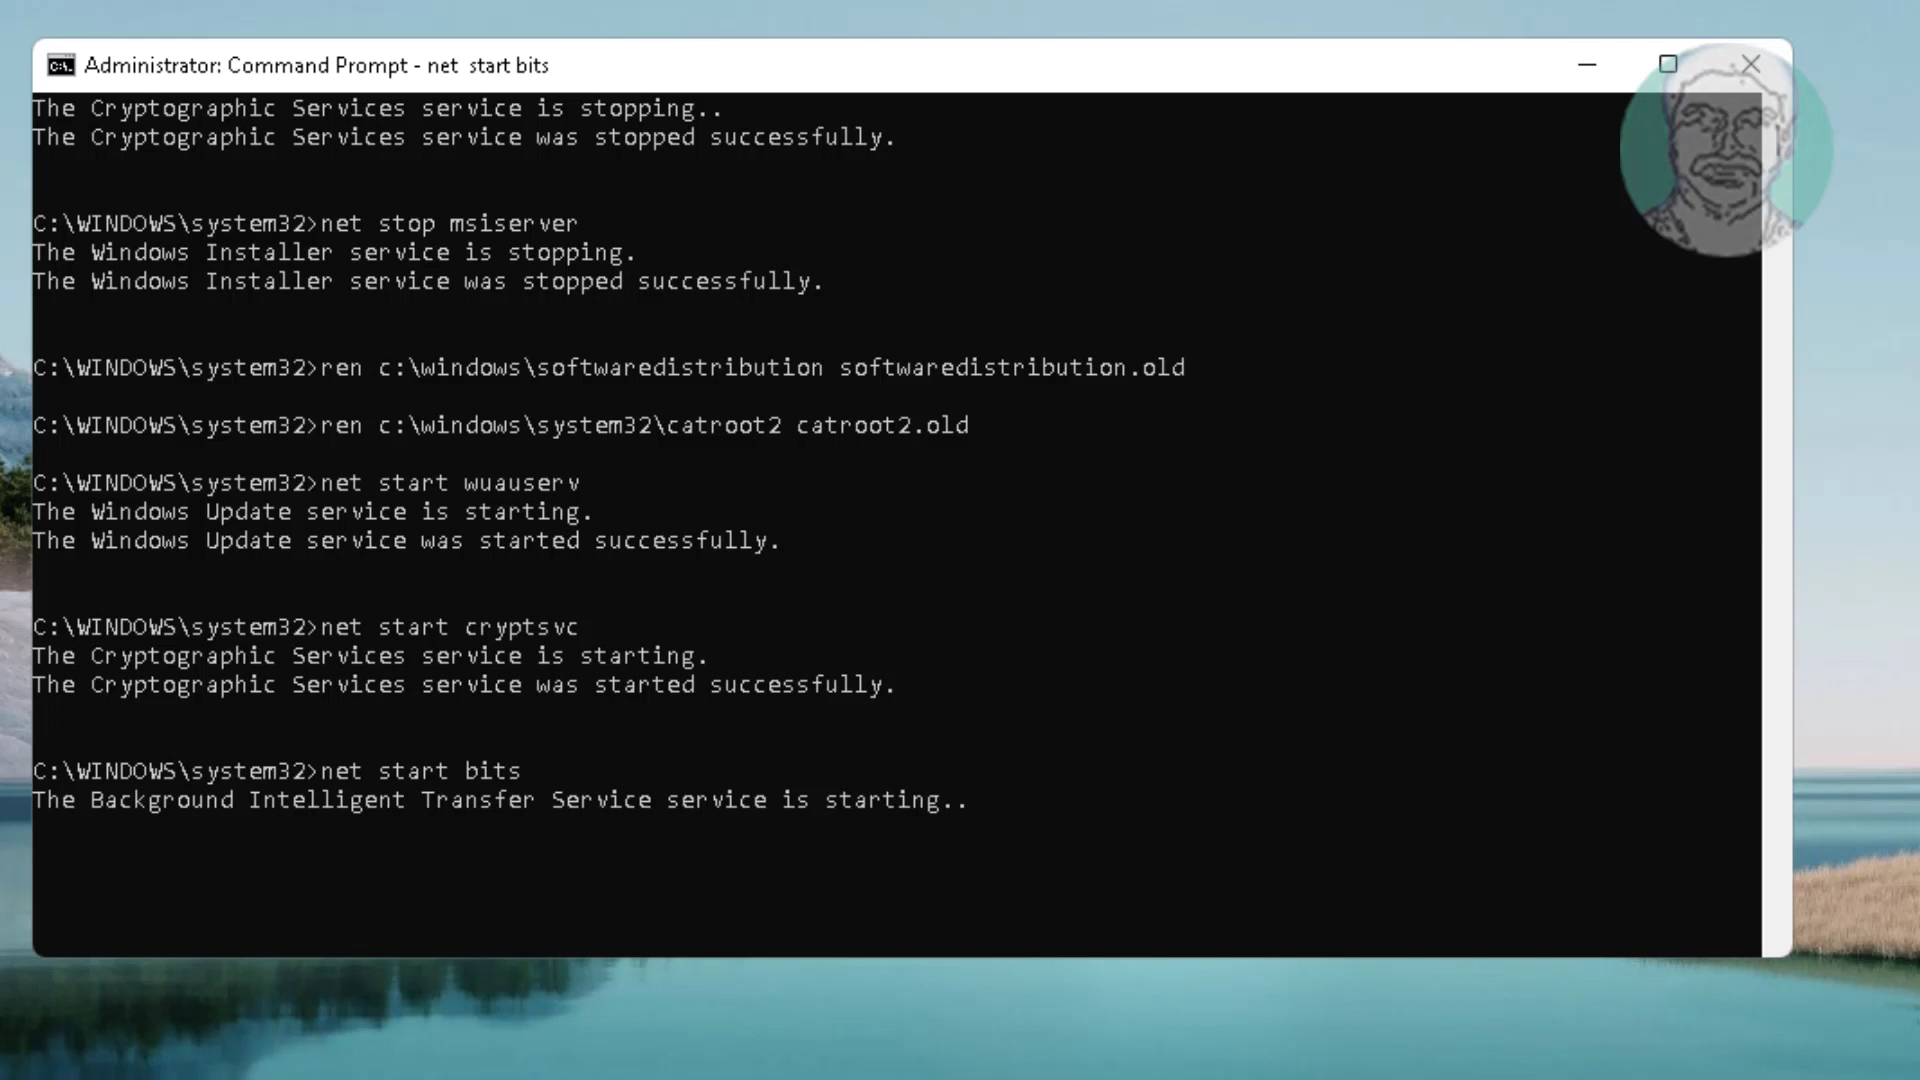 Administrator: Command Prompt - net  start bits
The Cryptographic Services service is stopping..
The Cryptographic Services service was stopped successfully.
C:\WINDOWS\system32>net stop msiserver
The Windows Installer service is stopping.
The Windows Installer service was stopped successfully.
C:\WINDOWS\system32>ren c:\windows\softwaredistribution softwaredistribution.old
C:\WINDOWS\system32>ren c:\windows\system32\catroot2 catroot2.old
C:\WINDOWS\system32>net start wuauserv
The Windows Update service is starting.
The Windows Update service was started successfully.
C:\WINDOWS\system32>net start cryptsvc
The Cryptographic Services service is starting.
The Cryptographic Services service was started successfully.
C:\WINDOWS\system32>net start bits
The Background Intelligent Transfer Service service is starting..